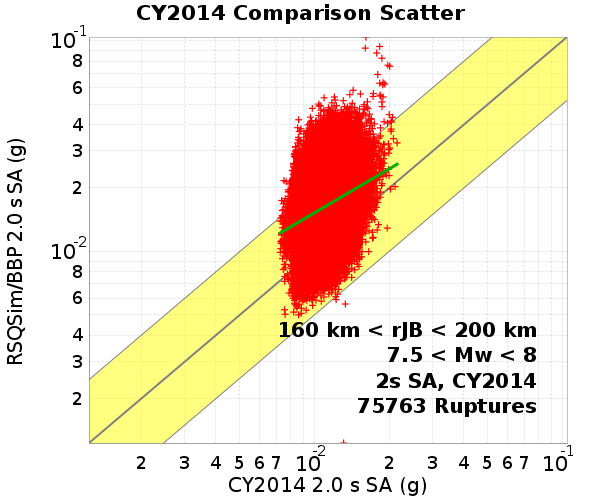 CY2014 Comparison Scatter
10-1
8
6
4
3
2
10-2
8
6
4
3
2
RSQSim/BBP 2.0 s SA (g)
160 km < rJB < 200 km
7.5 < Mw < 8
2s SA, CY2014
75763 Ruptures
2 3 4 5 6 7 10-2 2 3 4 5 6 7 10-1
CY2014 2.0 s SA (g)